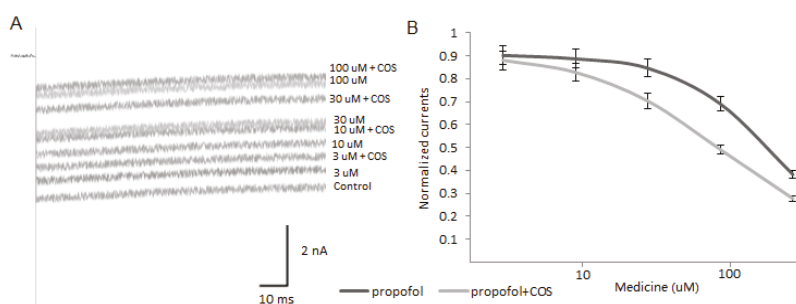 A
100 uM + COS
100 uM
30 uM + COS
30 uM
10 uM + COS
10 uM
3 uM + COS
3 uM
Control
2 nA
10 ms
B
Normalized currents
1
0.9
0.8
0.7
0.6
0.5
0.4
0.3
0.2
0.1
10
100
Medicine (uM)
propofol
propofol+COS